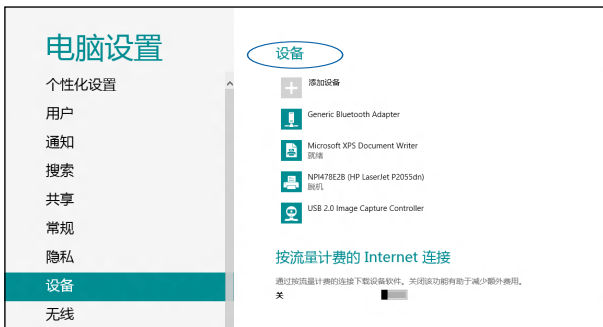 电脑设置
个性化设置
用户
通知
搜索
共享
常规
隐私
设备
无线
设备
添加设备
Generic Bluetooth Adapter
Microsoft XPS Document Writer
就绪
NPI478E2B (HP LaserJet P2055dn)
脱机
USB 2.0 Image Capture Controller
按流量计费的 Internet 连接
通过按流量计费的连接下载设备软件。关闭该功能有助于减少额外费用。
关